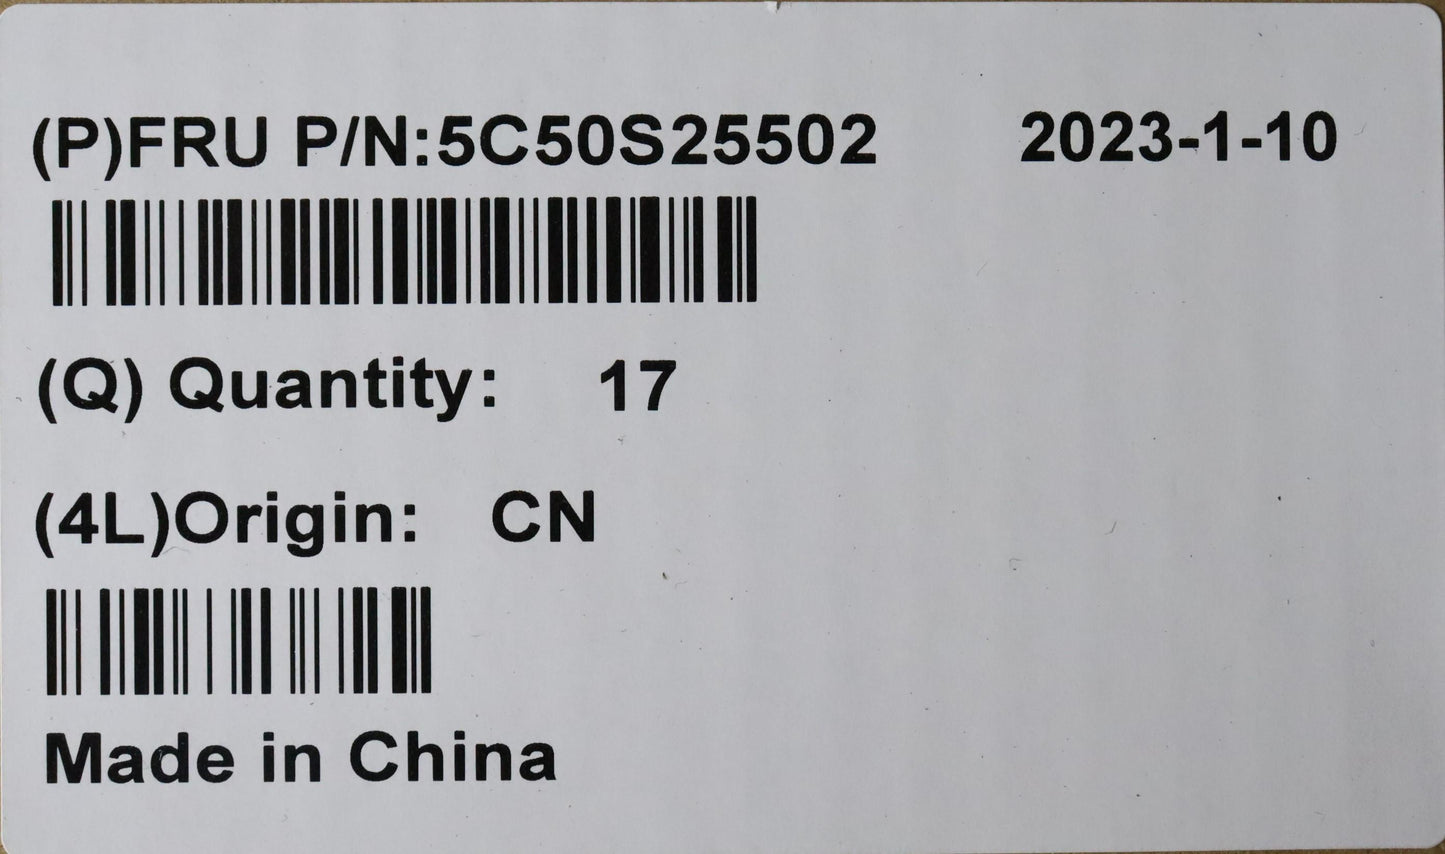 (P)FRU P/N:5C50S25502 2023-1-10
(Q) Quantity: 17
(4L)Origin: CN
Made in China